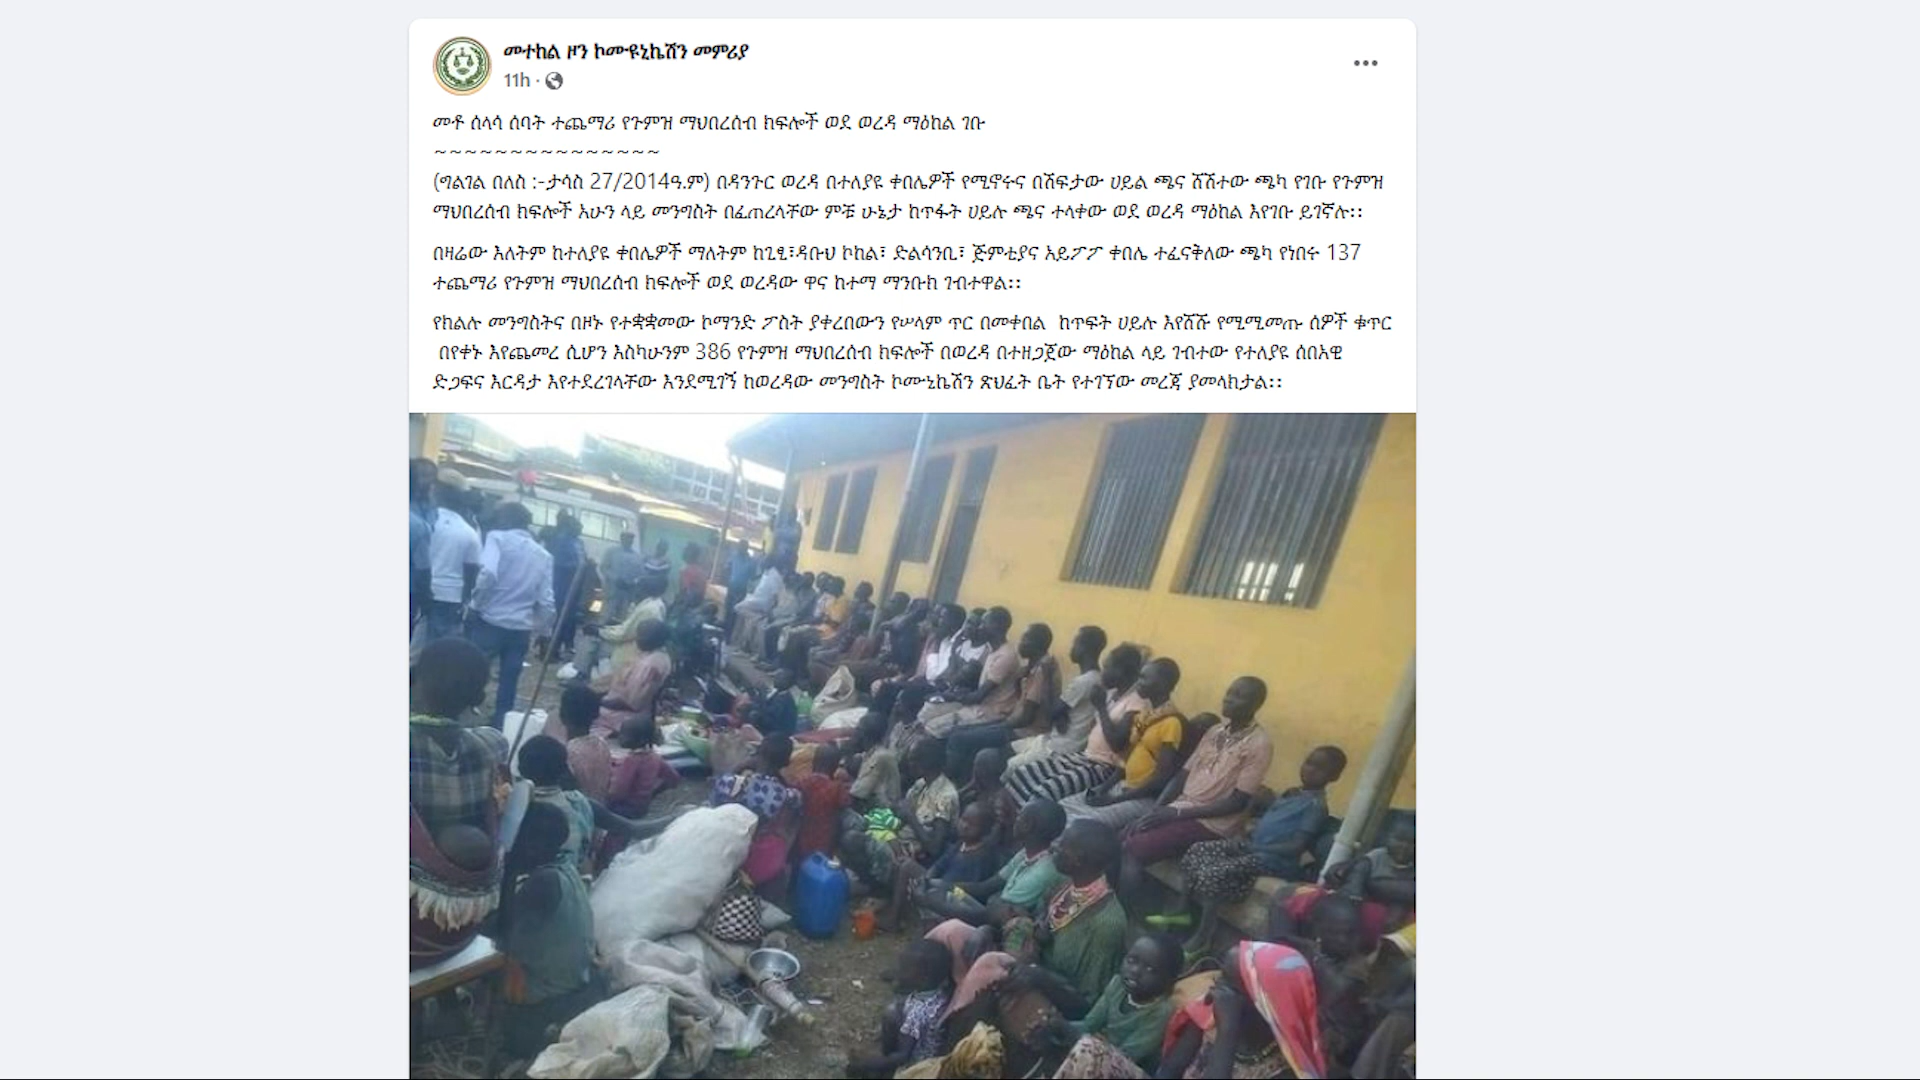 መተከል ዞን ኮሙዩኒኬሽን መምሪያ
11h ·
መቶ ሰላሳ ሰባት ተጨማሪ የጉምዝ ማህበረሰብ ክፍሎች ወደ ወረዳ ማዕከል ገቡ
~~~~~~~~~~~~~~~
(ግልገል በለስ :-ታሳስ 27/2014ዓ.ም) በዳንጉር ወረዳ በተለያዩ ቀበሌዎች የሚኖሩና በሽፍታው ሀይል ጫና ሸሽተው ጫካ የገቡ የጉምዝ
ማህበረሰብ ክፍሎች አሁን ላይ መንግስት በፈጠረላቸው ምቹ ሁኔታ ከጥፋት ሀይሉ ጫና ተላቀው ወደ ወረዳ ማዕከል እየገቡ ይገኛሉ፡፡
በዛሬው እለትም ከተለያዩ ቀበሌዎች ማለትም ከጊፂ፣ዳቡህ ኮከል፣ ድልሳንቢ፣ ጅምቲያና አይፖፖ ቀበሌ ተፈናቅለው ጫካ የነበሩ 137
ተጨማሪ የጉምዝ ማህበረሰብ ክፍሎች ወደ ወረዳው ዋና ከተማ ማንቡክ ገብተዋል፡፡
የክልሉ መንግስትና በዞኑ የተቋቋመው ኮማንድ ፖስት ያቀረበውን የሠላም ጥር በመቀበል ከጥፍት ሀይሉ እየሸሹ የሚሚመጡ ሰዎች ቁጥር
በየቀኑ እየጨመረ ሲሆን እስካሁንም 386 የጉምዝ ማህበረሰብ ክፍሎች በወረዳ በተዘጋጀው ማዕከል ላይ ገብተው የተለያዩ ሰበአዊ
ድጋፍና እርዳታ እየተደረገላቸው እንደሚገኝ ከወረዳው መንግስት ኮሙኒኬሽን ጽህፈት ቤት የተገኘው መረጃ ያመላክታል፡፡